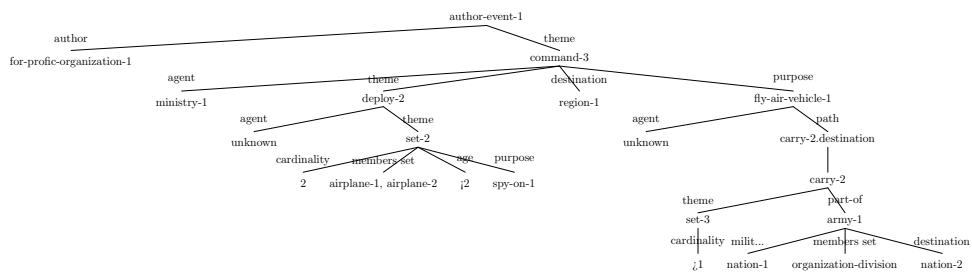 author-event-1
author theme
for-profic-organization-1 command-3
agent theme destination purpose
ministry-1 deploy-2 region-1 fly-air-vehicle-1
agent theme agent path
unknown set-2 unknown carry-2.destination
cardinality members set age purpose
2 airplane-1, airplane-2 ¡2 spy-on-1 carry-2
theme part-of
set-3 army-1
cardinality milit... members set destination
¿1 nation-1 organization-division nation-2